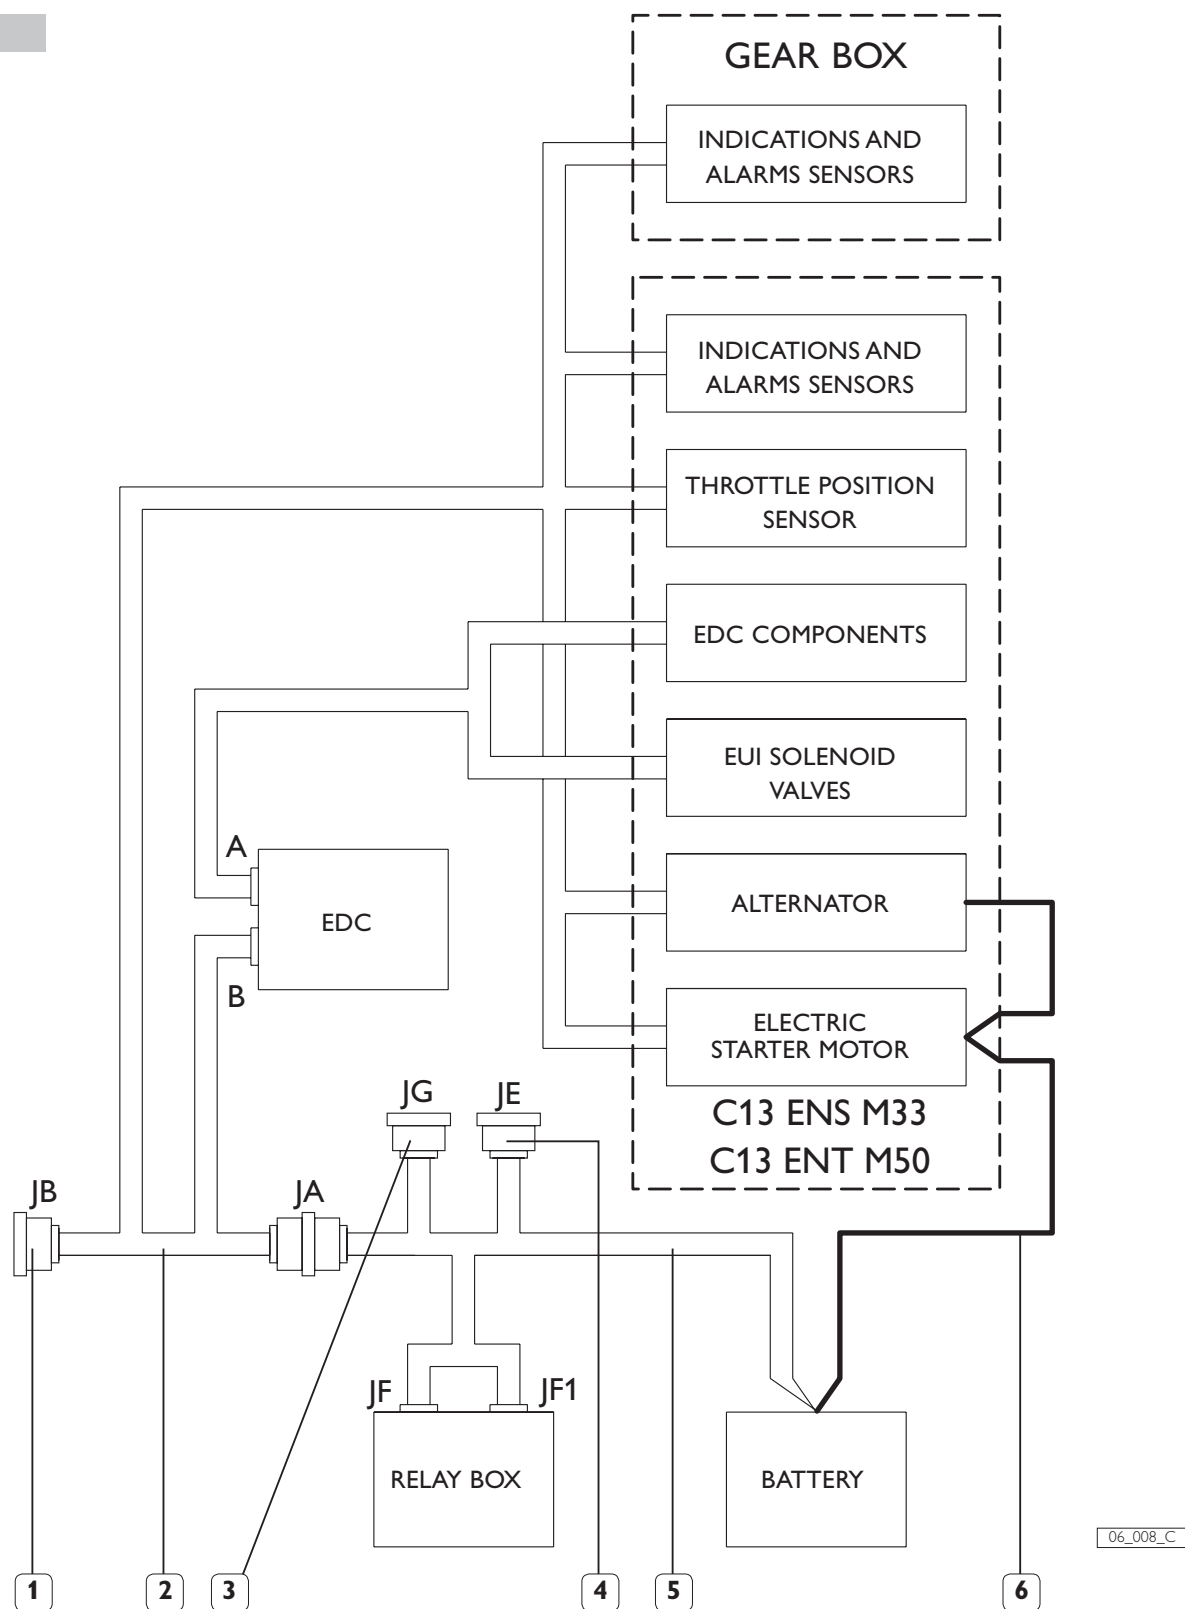 GEAR BOX
INDICATIONS AND
ALARMS SENSORS
INDICATIONS AND
ALARMS SENSORS
THROTTLE POSITION
SENSOR
EDC COMPONENTS
EUI SOLENOID
VALVES
A
EDC
B
ALTERNATOR
ELECTRIC
STARTER MOTOR
C13 ENS M33
C13 ENT M50
JG
JE
JB
JA
JF
JF1
RELAY BOX
BATTERY
06_008_C
1
2
3
4
5
6